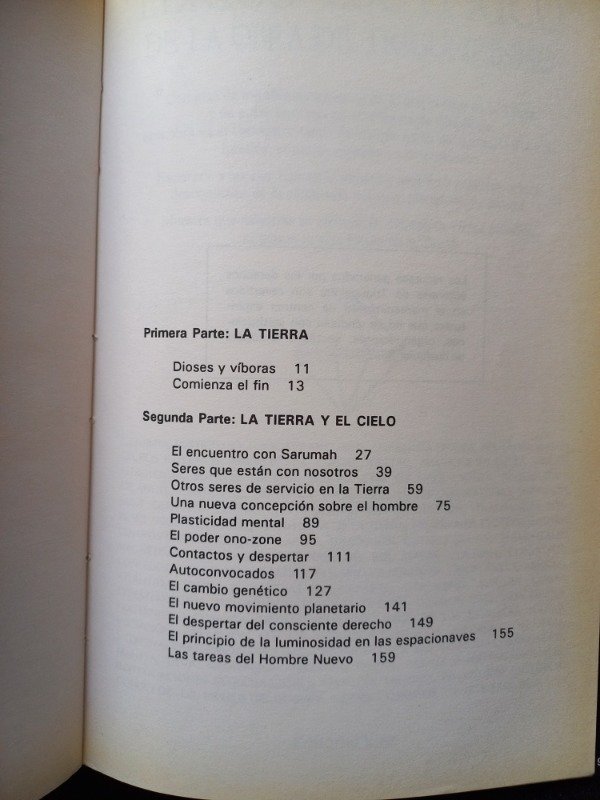 Primera Parte: LA TIERRA
Dioses y víboras 11
Comienza el fin 13
Segunda Parte: LA TIERRA Y EL CIELO
El encuentro con Sarumah 27
Seres que están con nosotros 39
Otros seres de servicio en la Tierra 59
Una nueva concepción sobre el hombre 75
Plasticidad mental 89
El poder ono-zone 95
Contactos y despertar 111
Autoconvocados 117
El cambio genético 127
El nuevo movimiento planetario 141
El despertar del consciente derecho 149
El principio de la luminosidad en las espacionaves 155
Las tareas del Hombre Nuevo 159